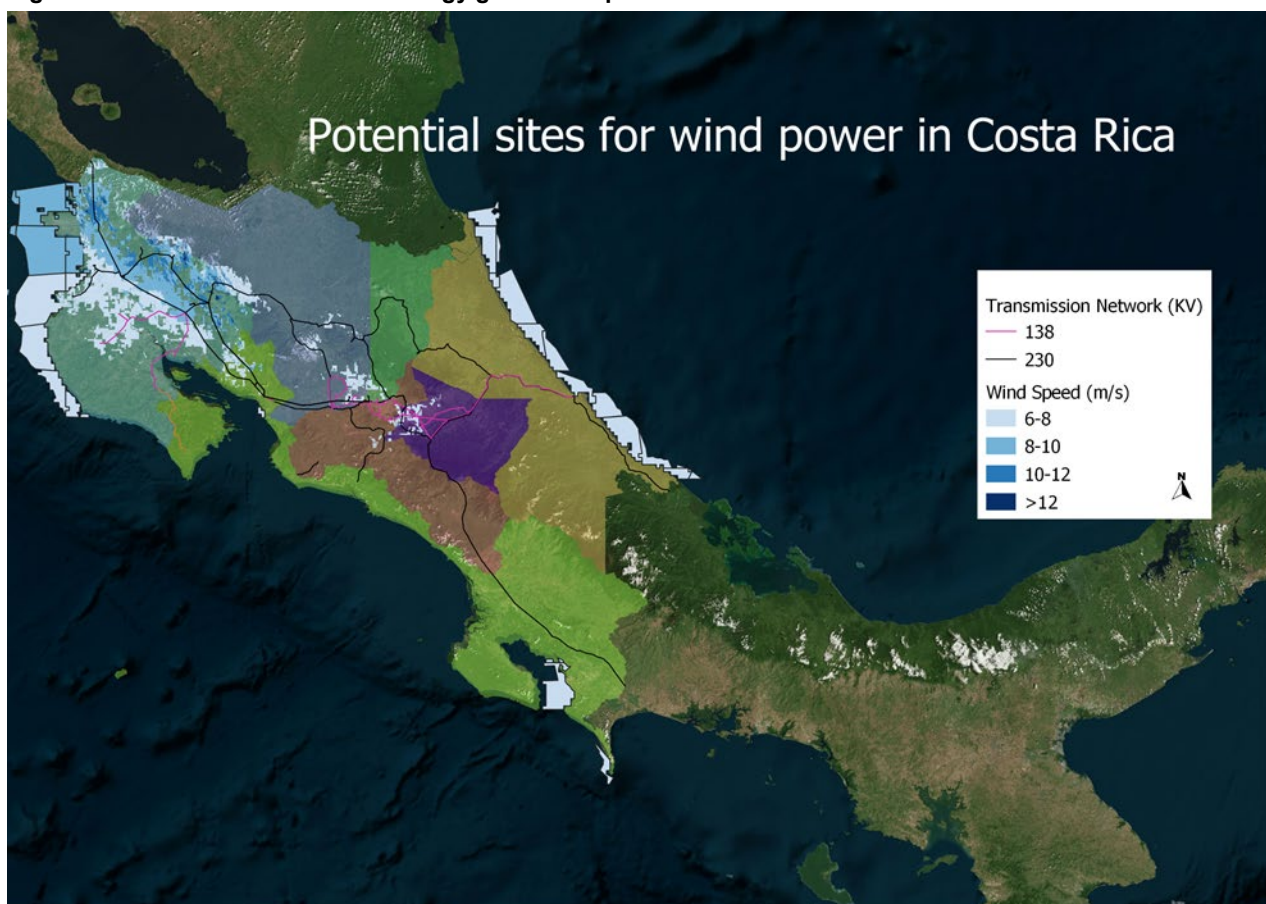 Potential sites for wind power in Costa Rica
Transmission Network (KV)
138
230
Wind Speed (m/s)
6-8
8-10
10-12
>12
N